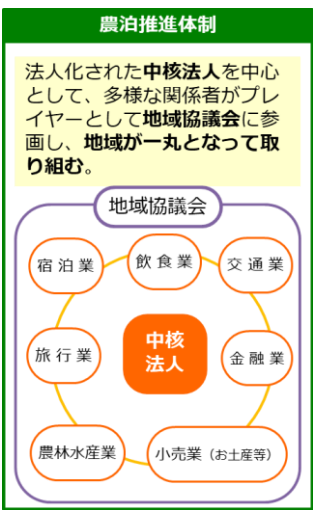 農泊推進体制
法人化された中核法人を中心
として、多様な関係者がプレ
イヤーとして地域協議会に参
画し、地域が一丸となって取
り組む。
地域協議会
宿泊業
飲食業
交通業
旅行業
中核
法人
金融業
農林水産業
小売業（お土産等）